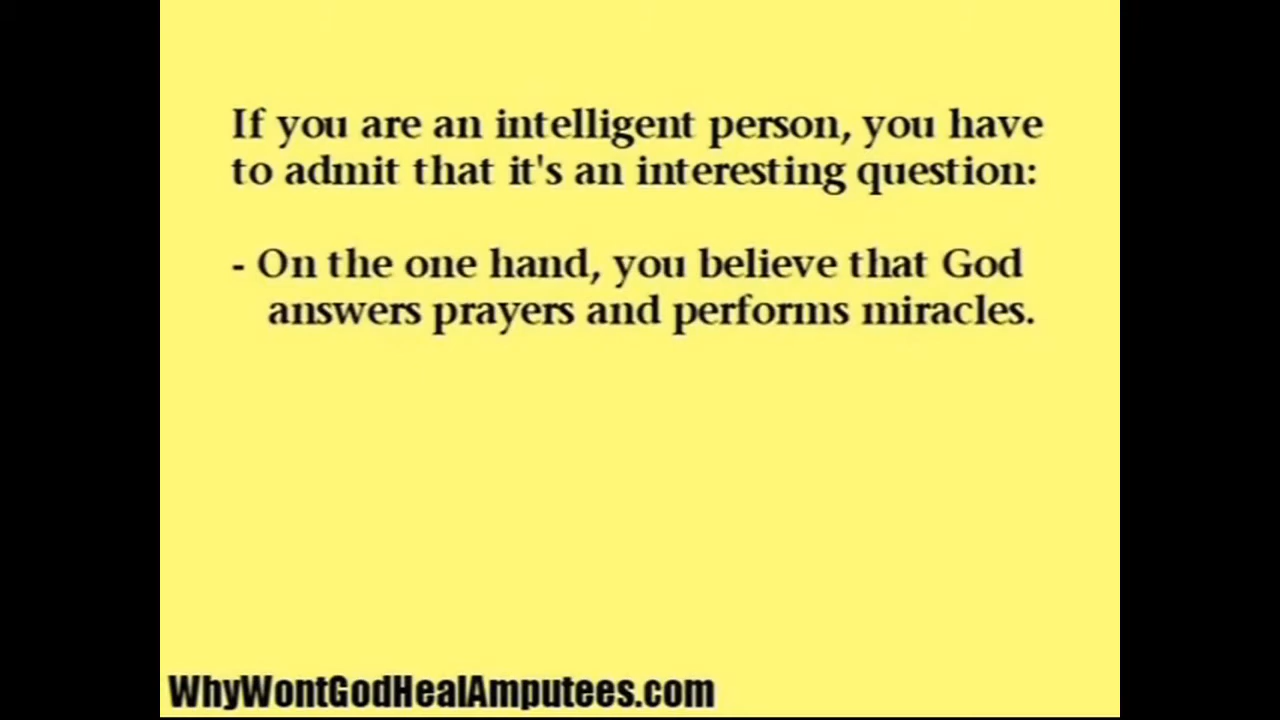 If you are an intelligent person, you have
to admit that it's an interesting question:
- On the one hand, you believe that God
answers prayers and performs miracles.
WhyWontGodHealAmputees.com